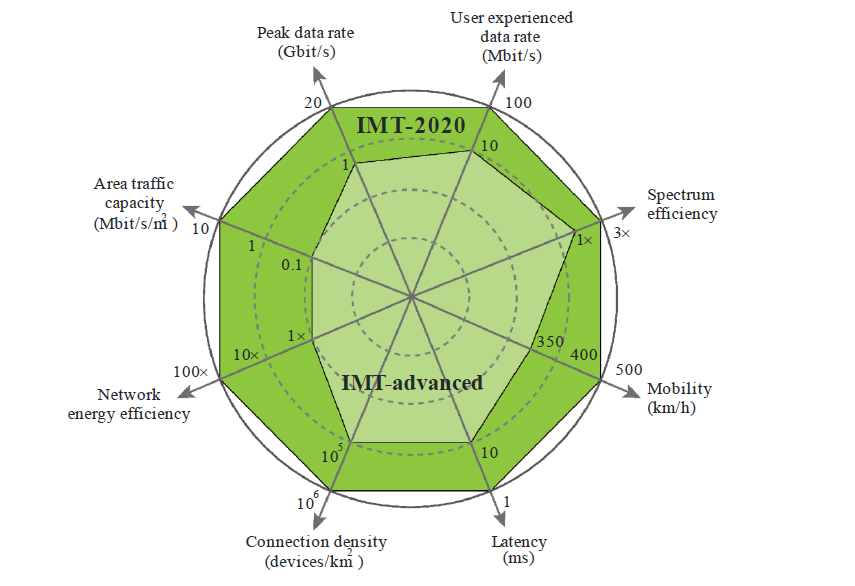 User experienced
data rate
(Mbit/s)
Peak data rate
(Gbit/s)
20
100
IMT-2020
1
10
Area traffic
capacity
(Mbit/s/m²)
10
1
0.1
Spectrum
efficiency
1×
3×
1×
10×
100×
350
400
500
Network
energy efficiency
Mobility
(km/h)
IMT-advanced
10⁵
10
10⁶
1
Connection density
(devices/km²)
Latency
(ms)